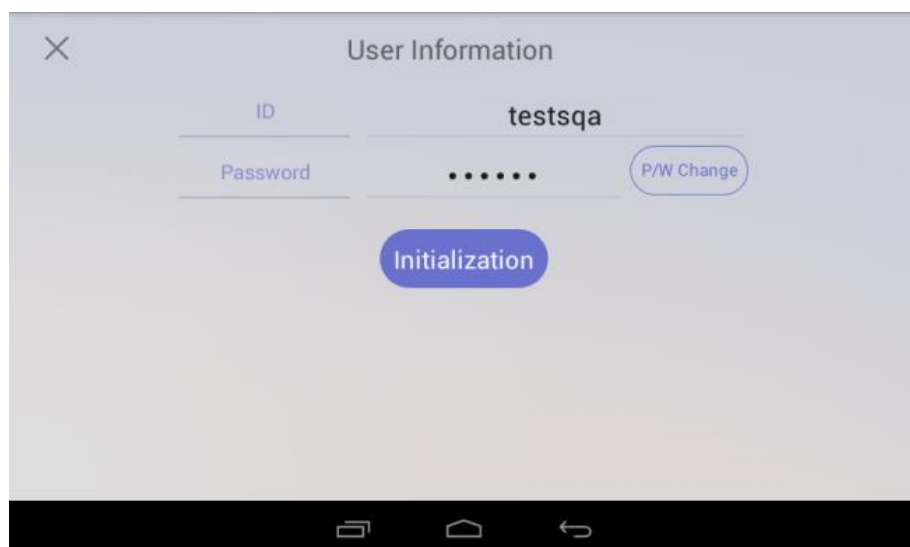 User Information
ID testsqa
Password •••••• P/W Change
Initialization